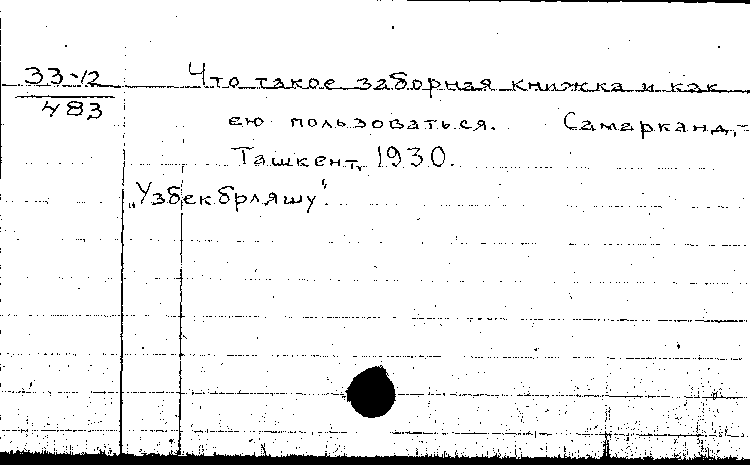 33-12
483
Что такое заборная книжка и как
ею пользоваться. Самарканд,-
Ташкент, 1930.
„Узбекбрляшу“.